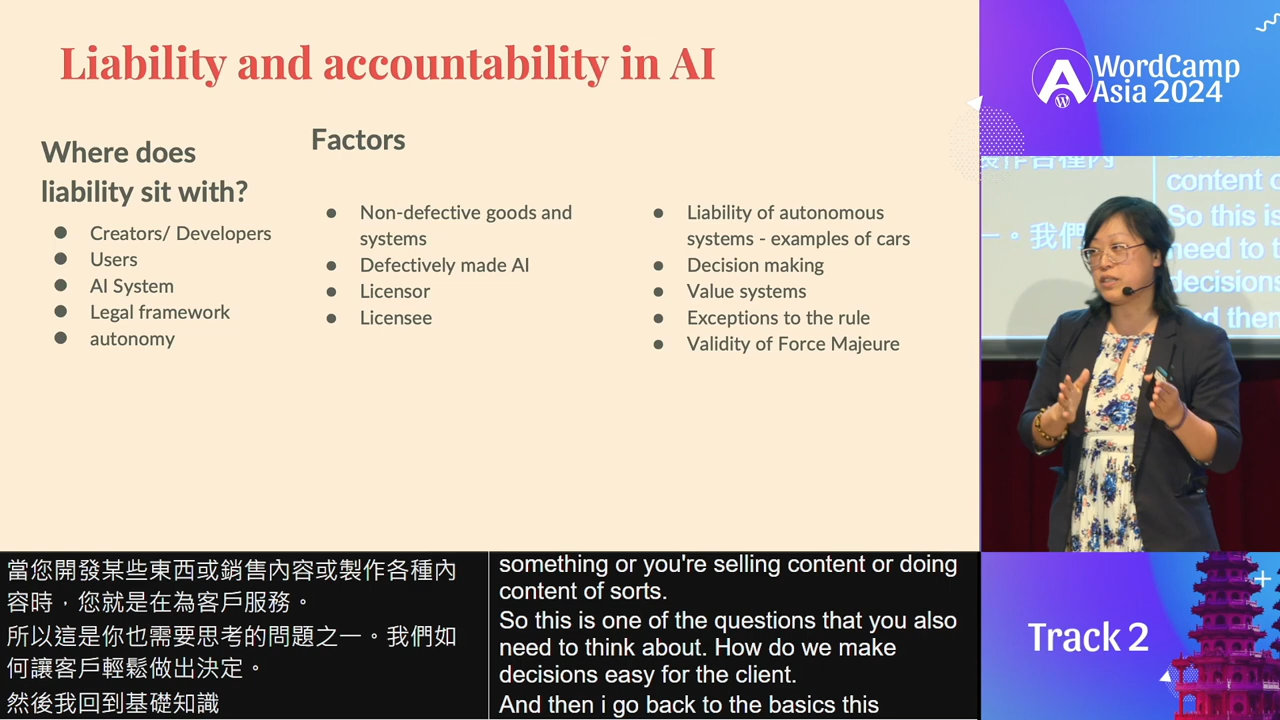 Liability and accountability in AI
Where does
liability sit with?
● Creators/ Developers
● Users
● AI System
● Legal framework
● autonomy
Factors
● Non-defective goods and
systems
● Defectively made AI
● Licensor
● Licensee
● Liability of autonomous
systems - examples of cars
● Decision making
● Value systems
● Exceptions to the rule
● Validity of Force Majeure
WordCamp
Asia 2024
content
So this is
need to
decisions
then
一。我們
當您開發某些東西或銷售內容或製作各種內
容時，您就是在為客戶服務。
所以這是你也需要思考的問題之一。我們如
何讓客戶輕鬆做出決定。
然後我回到基礎知識
something or you're selling content or doing
content of sorts.
So this is one of the questions that you also
need to think about. How do we make
decisions easy for the client.
And then i go back to the basics this
Track 2